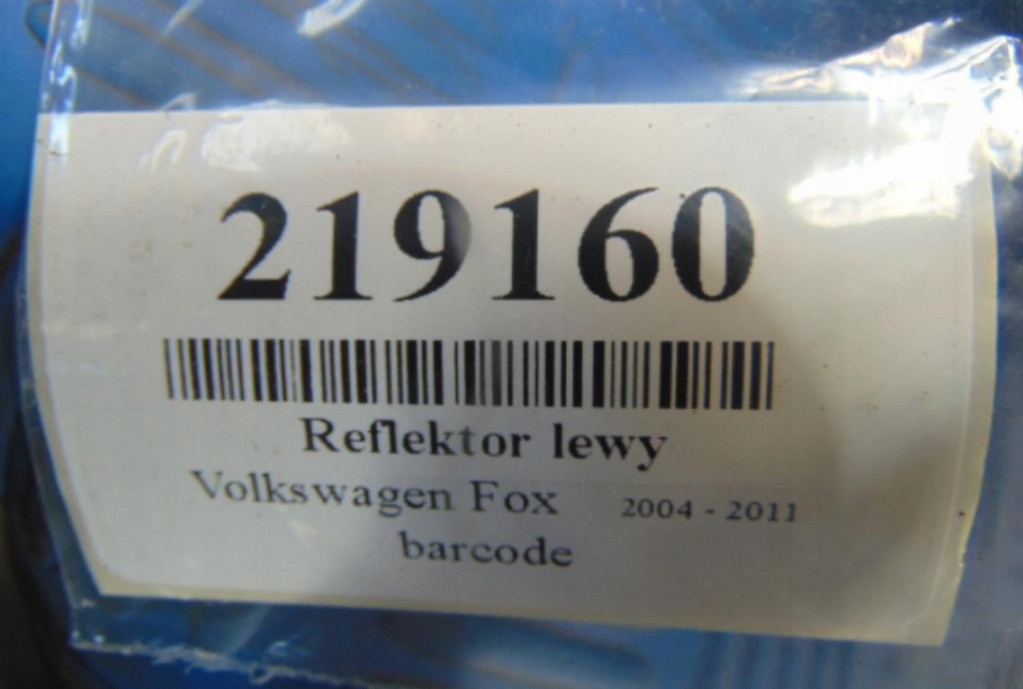 219160
Reflektor lewy
Volkswagen Fox 2004 - 2011
barcode